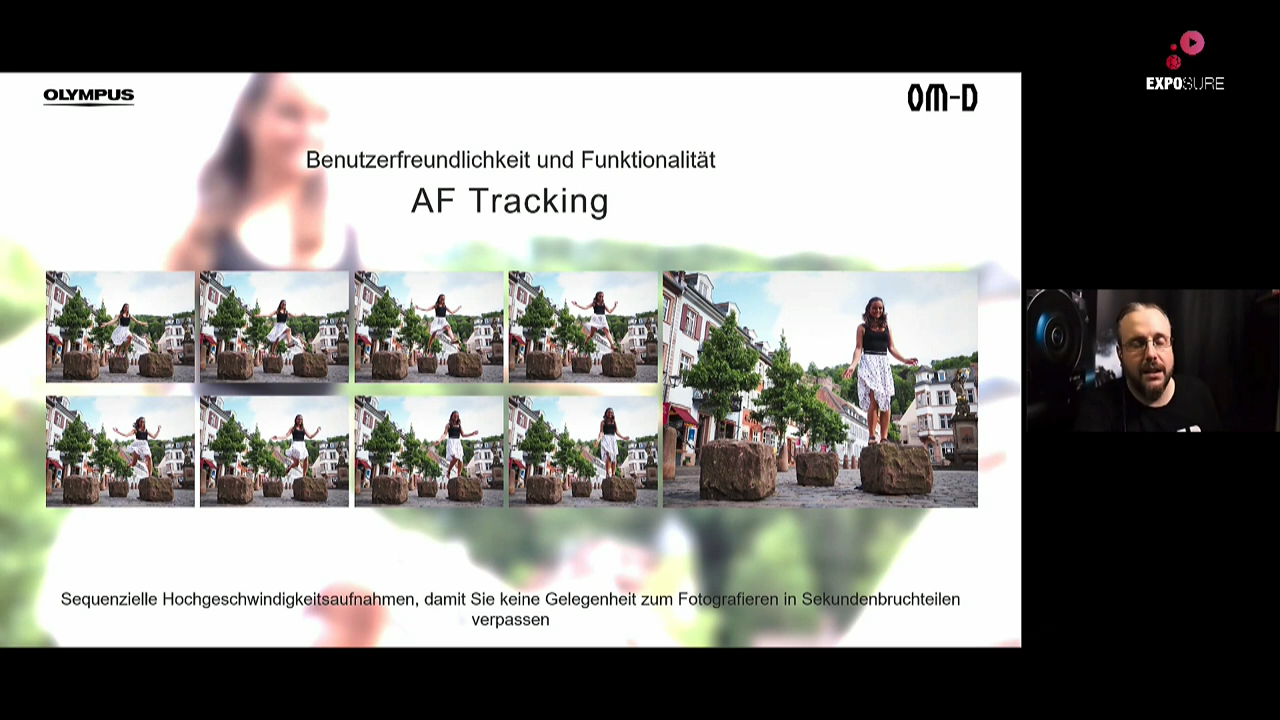 OLYMPUS
OM-D
EXPOSURE
Benutzerfreundlichkeit und Funktionalität
AF Tracking
Sequenzielle Hochgeschwindigkeitsaufnahmen, damit Sie keine Gelegenheit zum Fotografieren in Sekundenbruchteilen
verpassen